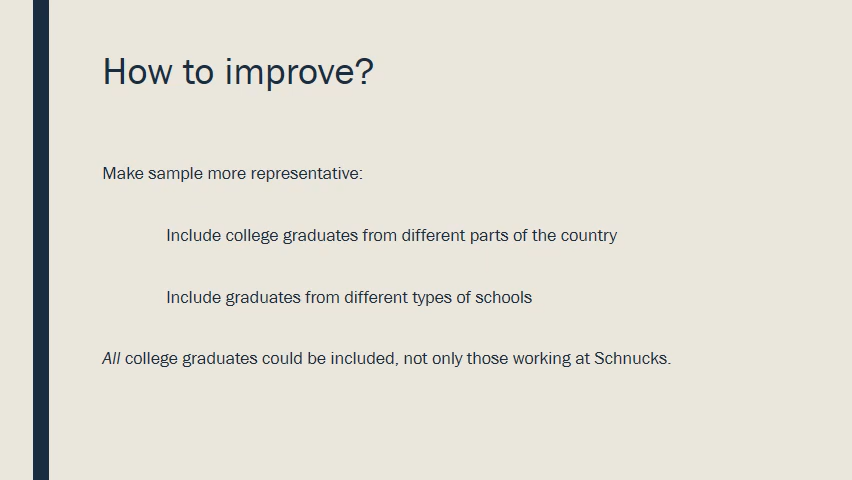 How to improve?
Make sample more representative:
Include college graduates from different parts of the country
Include graduates from different types of schools
All college graduates could be included, not only those working at Schnucks.